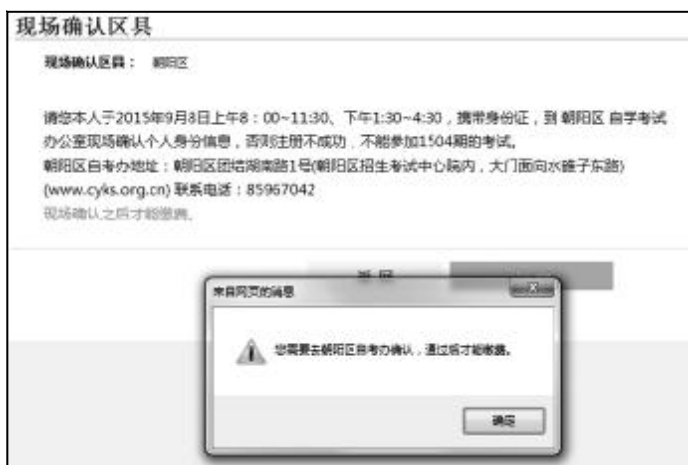 现场确认区县
现场确认区县： 朝阳区
请您本人于2015年9月8日上午8：00~11:30、下午1:30~4:30，携带身份证，到 朝阳区 自学考试
办公室现场确认个人身份信息，否则注册不成功，不能参加1504期的考试。
朝阳区自考办地址：朝阳区团结湖南路1号(朝阳区招生考试中心院内，大门面向水碓子东路)
(www.cyks.org.cn) 联系电话：85967042
现场确认之后才能缴费。
返 回
来自网页的消息
您需要去朝阳区自考办确认，通过后才能缴费。
确定